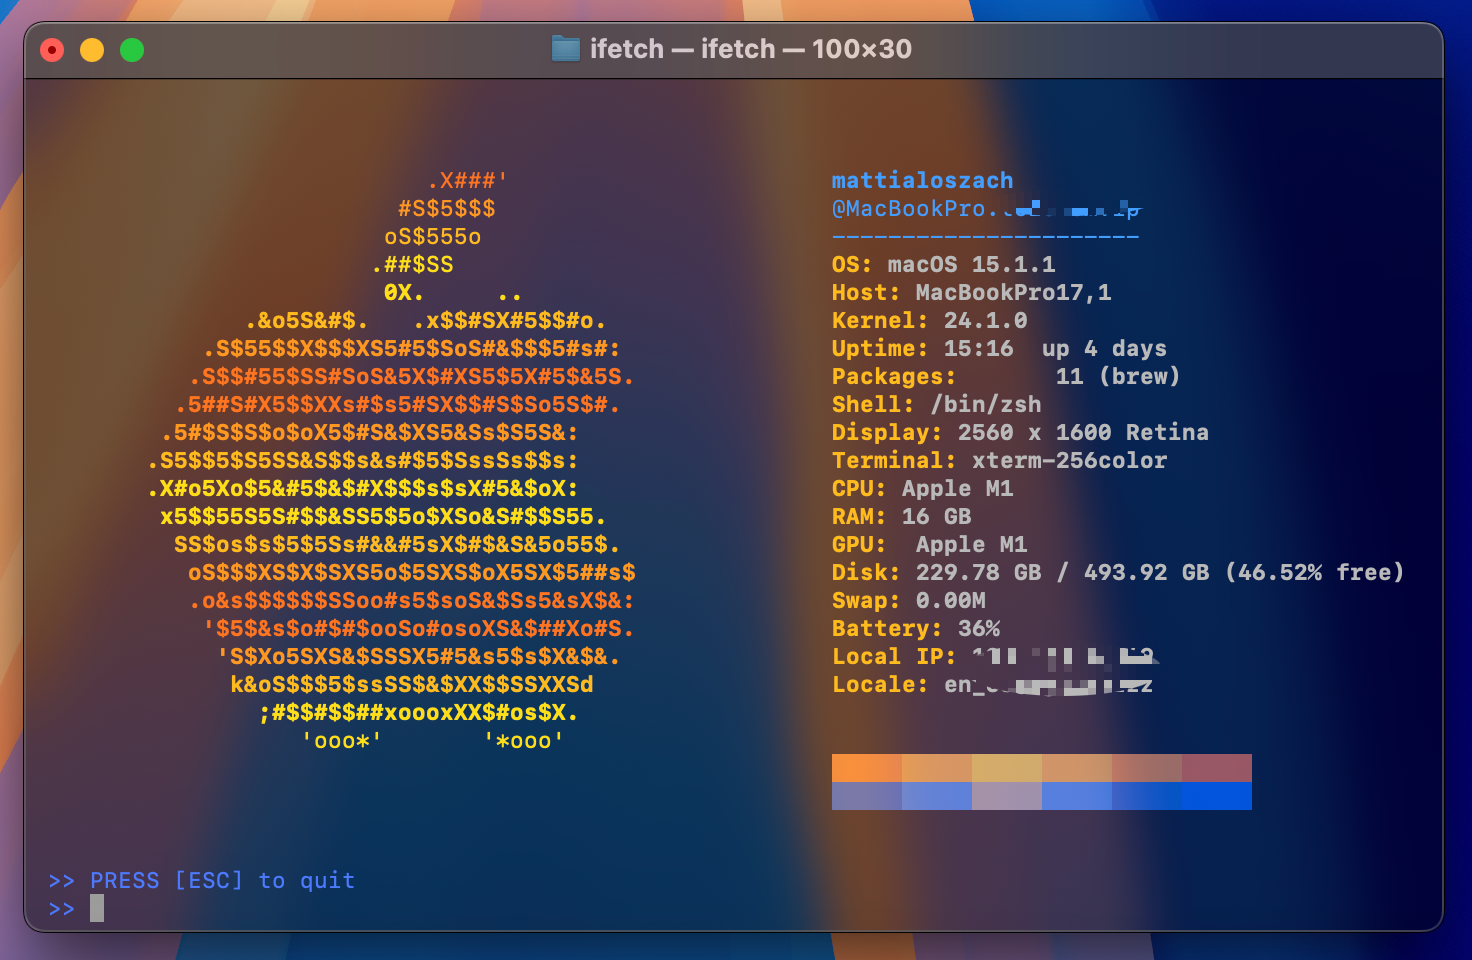 ifetch — ifetch — 100×30
.X###'
#S$5$$$
oS$555o
.##$SS
0X.     ..
.&o5S&#$.   .x$$#SX#5$$#o.
.S$55$$X$$$XS5#5$SoS#&$$$5#s#:
.S$$#55$SS#SoS&5X$#XS5$5X#5$&5S.
.5##S#X5$$XXs#$s5#SX$$#S$So5S$#.
.5#$S$S$o$oX5$#S&$XS5&Ss$S5S&:
.S5$$5$S5SS&S$$s&s#$5$SssSs$$s:
.X#o5Xo$5&#5$&$#X$$$s$sX#5&$oX:
x5$$55S5S#$$&SS5$5o$XSo&S#$$S55.
SS$os$s$5$5Ss#&&#5sX$#$&S&5o55$.
oS$$$XS$X$SXS5o$5SXS$oX5SX$5##s$
.o&s$$$$$$SSoo#s5$soS&$Ss5&sX$&:
'$5$&s$o#$#$ooSo#osoXS&$##Xo#S.
'S$Xo5SXS&$SSSX5#5&s5$s$X&$&.
k&oS$$$5$ssSS$&$XX$$SSXXSd
;#$$#$$##xoooxXX$#os$X.
'ooo*'       '*ooo'
mattialoszach
@MacBookPro.
----------------------
OS: macOS 15.1.1
Host: MacBookPro17,1
Kernel: 24.1.0
Uptime: 15:16  up 4 days
Packages:       11 (brew)
Shell: /bin/zsh
Display: 2560 x 1600 Retina
Terminal: xterm-256color
CPU: Apple M1
RAM: 16 GB
GPU:  Apple M1
Disk: 229.78 GB / 493.92 GB (46.52% free)
Swap: 0.00M
Battery: 36%
Local IP:
Locale: en_
>> PRESS [ESC] to quit
>>